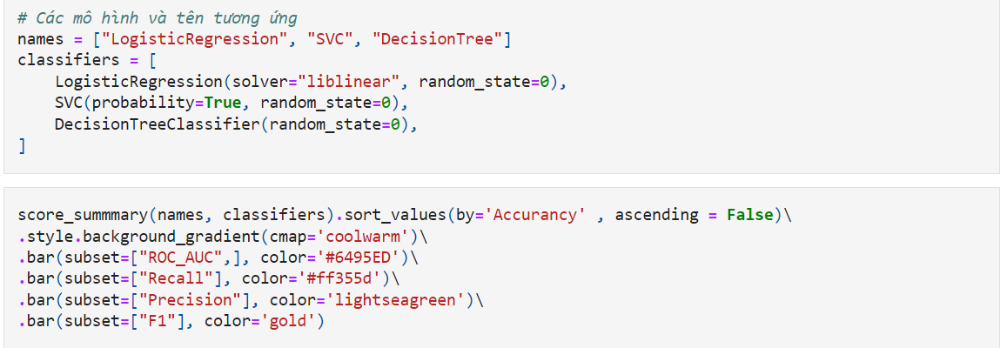 # Các mô hình và tên tương ứng
names = ["LogisticRegression", "SVC", "DecisionTree"]
classifiers = [
    LogisticRegression(solver="liblinear", random_state=0),
    SVC(probability=True, random_state=0),
    DecisionTreeClassifier(random_state=0),
]
score_summmary(names, classifiers).sort_values(by='Accurancy' , ascending = False)\
.style.background_gradient(cmap='coolwarm')\
.bar(subset=["ROC_AUC",], color='#6495ED')\
.bar(subset=["Recall"], color='#ff355d')\
.bar(subset=["Precision"], color='lightseagreen')\
.bar(subset=["F1"], color='gold')